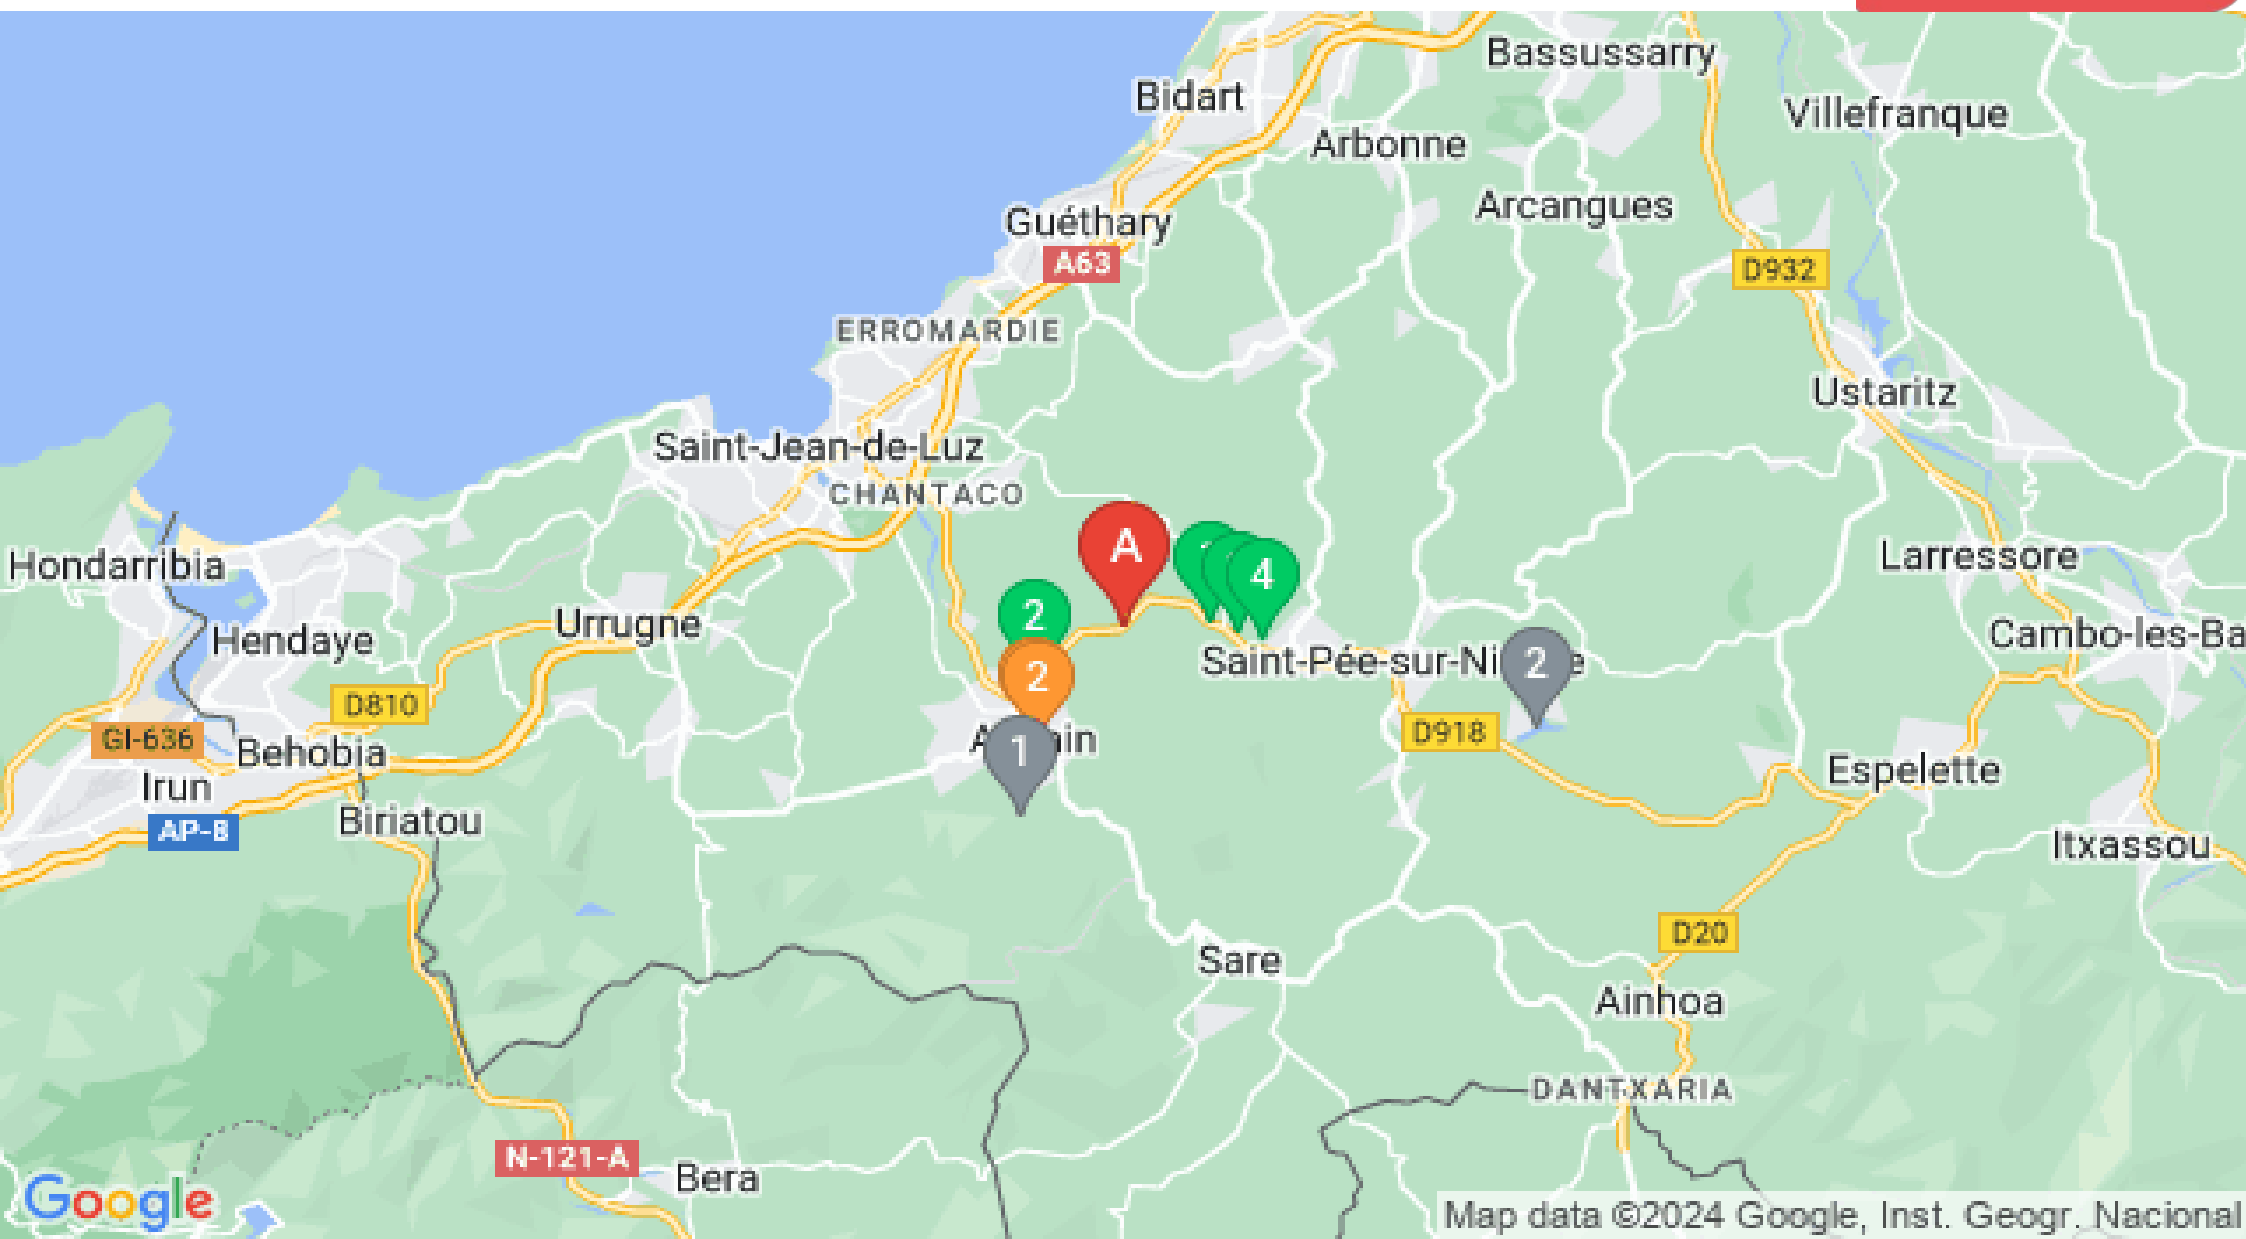 Bassussarry
Bidart
Villefranque
Arbonne
Arcangues
Guéthary
A63
D932
ERROMARDIE
Ustaritz
Saint-Jean-de-Luz
CHANTACO
A
4
Larressore
Hondarribia
2
Urrugne
Hendaye
Cambo-les-Ba
Saint-Pée-sur-Ni
e
2
2
D810
D918
GI-636
Behobia
1
Espelette
Irun
Biriatou
AP-8
Itxassou
D20
Sare
Ainhoa
DANTXARIA
N-121-A
Bera
Google
Map data ©2024 Google, Inst. Geogr. Nacional